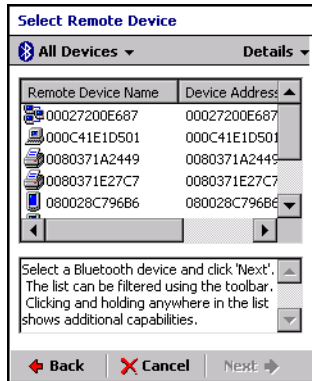 Select Remote Device
All Devices Details
Remote Device Name Device Address
00027200E687 00027200E687
000C41E1D501 000C41E1D501
0080371A2449 0080371A2449
0080371E27C7 0080371E27C7
080028C796B6 080028C796B6
Select a Bluetooth device and click 'Next'.
The list can be filtered using the toolbar.
Clicking and holding anywhere in the list
shows additional capabilities.
Back Cancel Next